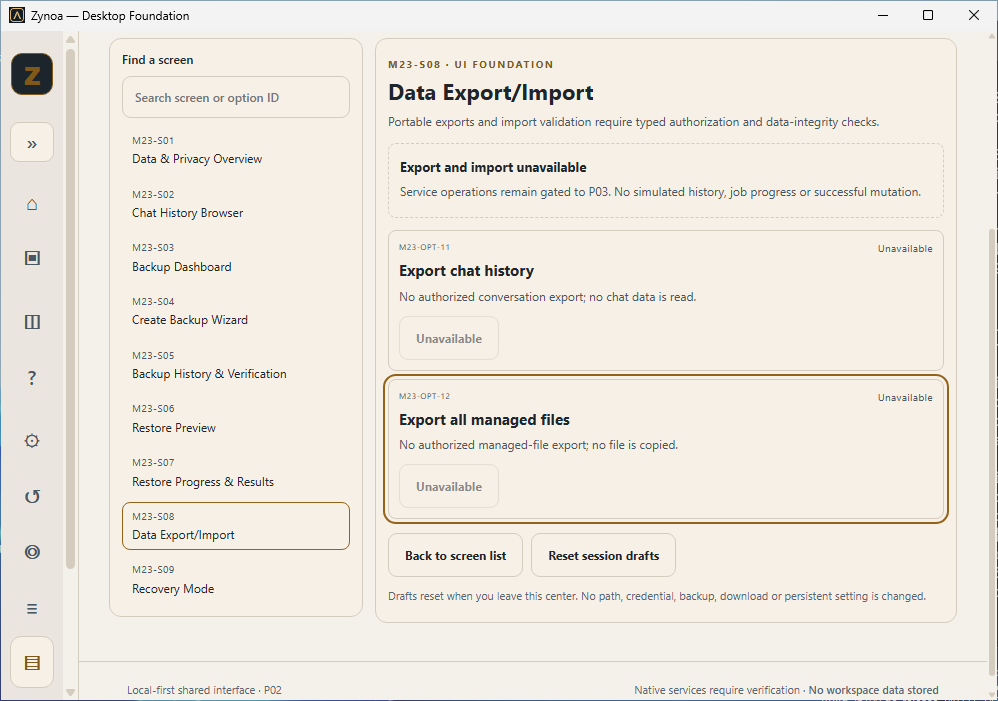 Zynoa — Desktop Foundation
Z
»
?
Find a screen
Search screen or option ID
M23-S01
Data & Privacy Overview
M23-S02
Chat History Browser
M23-S03
Backup Dashboard
M23-S04
Create Backup Wizard
M23-S05
Backup History & Verification
M23-S06
Restore Preview
M23-S07
Restore Progress & Results
M23-S08
Data Export/Import
M23-S09
Recovery Mode
M23-S08 · UI FOUNDATION
Data Export/Import
Portable exports and import validation require typed authorization and data-integrity checks.
Export and import unavailable
Service operations remain gated to P03. No simulated history, job progress or successful mutation.
M23-OPT-11
Unavailable
Export chat history
No authorized conversation export; no chat data is read.
Unavailable
M23-OPT-12
Unavailable
Export all managed files
No authorized managed-file export; no file is copied.
Unavailable
Back to screen list
Reset session drafts
Drafts reset when you leave this center. No path, credential, backup, download or persistent setting is changed.
Local-first shared interface · P02
Native services require verification · No workspace data stored